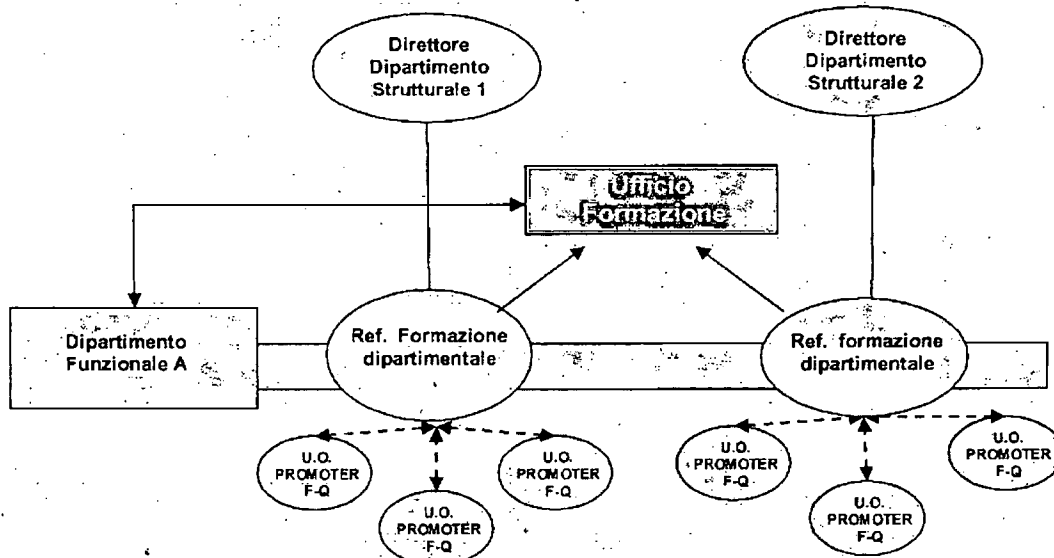 Direttore
Dipartimento
Strutturale 1
Direttore
Dipartimento
Strutturale 2
Ufficio
Formazione
Dipartimento
Funzionale A
Ref. Formazione
dipartimentale
Ref. formazione
dipartimentale
U.O.
PROMOTER
F-Q
U.O.
PROMOTER
F-Q
U.O.
PROMOTER
F-Q
U.O.
PROMOTER
F-Q
U.O.
PROMOTER
F-Q
U.O.
PROMOTER
F-Q